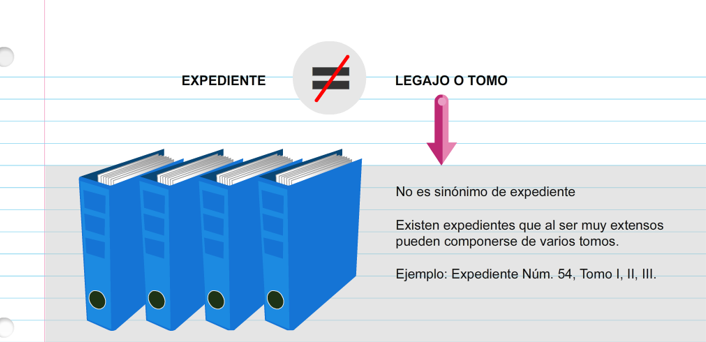 EXPEDIENTE
LEGAJO O TOMO
No es sinónimo de expediente
Existen expedientes que al ser muy extensos
pueden componerse de varios tomos.
Ejemplo: Expediente Núm. 54, Tomo I, II, III.